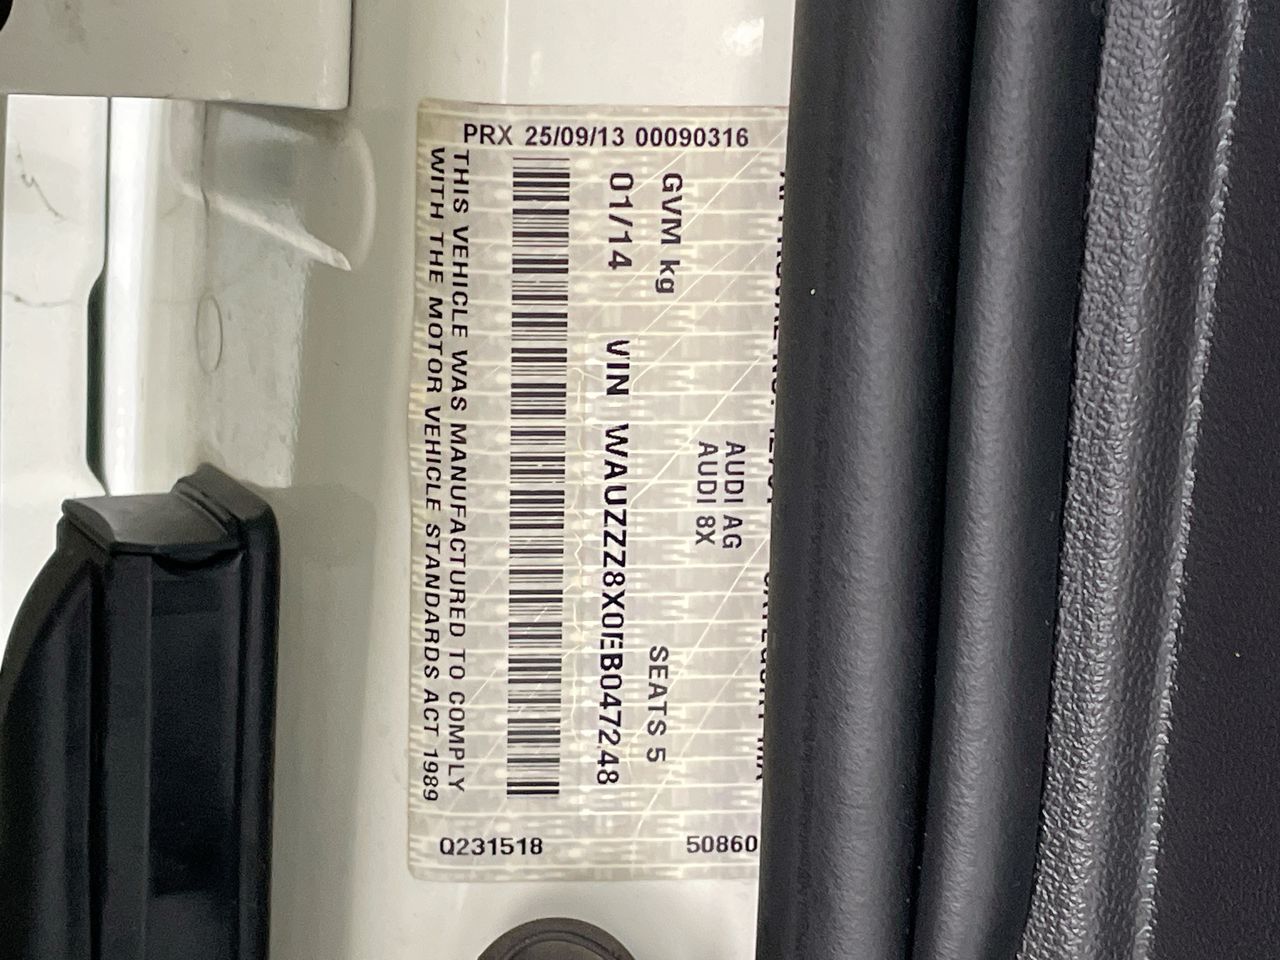 PRX 25/09/13 00090316
AUDI AG
AUDI 8X
GVM kg
SEATS 5
01/14 VIN WAUZZZ8X0EB047248
THIS VEHICLE WAS MANUFACTURED TO COMPLY
WITH THE MOTOR VEHICLE STANDARDS ACT 1989
Q231518
50860